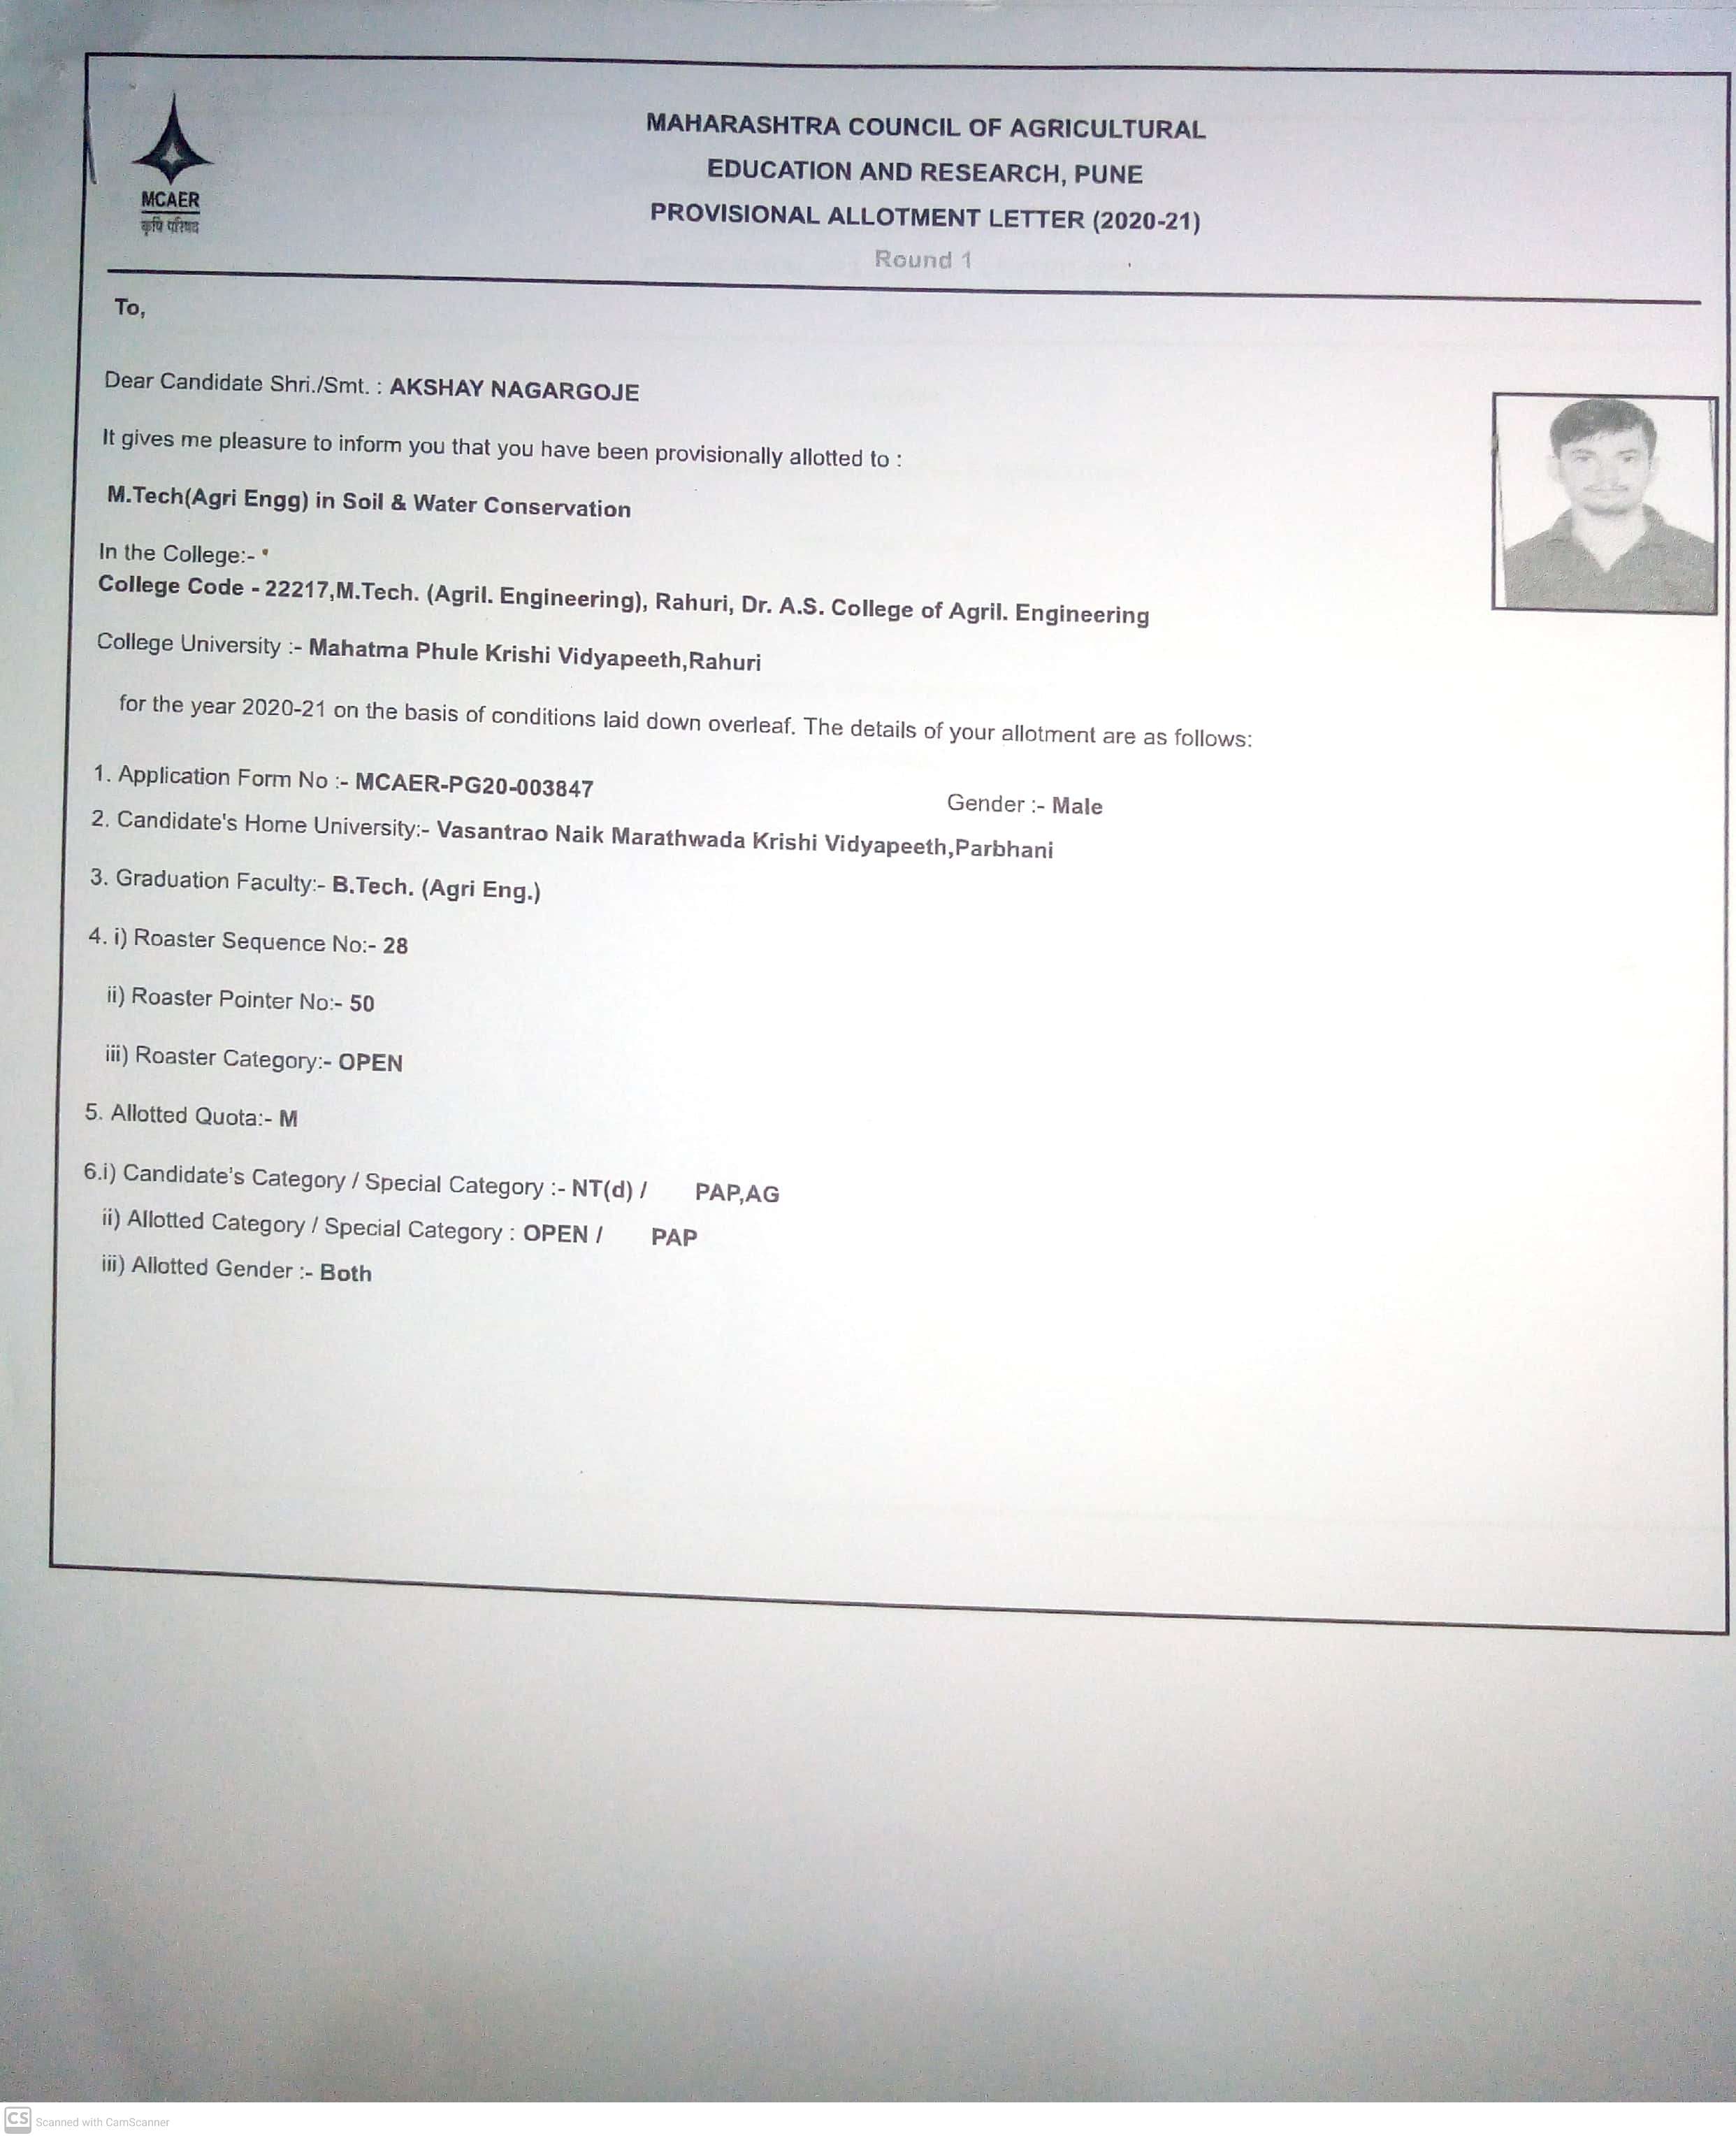 MCAER
कृषि परिषद
MAHARASHTRA COUNCIL OF AGRICULTURAL
EDUCATION AND RESEARCH, PUNE
PROVISIONAL ALLOTMENT LETTER (2020-21)
Round 1
To,
Dear Candidate Shri./Smt. : AKSHAY NAGARGOJE
It gives me pleasure to inform you that you have been provisionally allotted to :
M.Tech(Agri Engg) in Soil & Water Conservation
In the College:-
College Code - 22217,M.Tech. (Agril. Engineering), Rahuri, Dr. A.S. College of Agril. Engineering
College University :- Mahatma Phule Krishi Vidyapeeth,Rahuri
for the year 2020-21 on the basis of conditions laid down overleaf. The details of your allotment are as follows:
1. Application Form No :- MCAER-PG20-003847 Gender :- Male
2. Candidate's Home University:- Vasantrao Naik Marathwada Krishi Vidyapeeth,Parbhani
3. Graduation Faculty:- B.Tech. (Agri Eng.)
4. i) Roaster Sequence No:- 28
ii) Roaster Pointer No:- 50
iii) Roaster Category:- OPEN
5. Allotted Quota:- M
6.i) Candidate's Category / Special Category :- NT(d) / PAP,AG
ii) Allotted Category / Special Category : OPEN / PAP
iii) Allotted Gender :- Both
CS Scanned with CamScanner